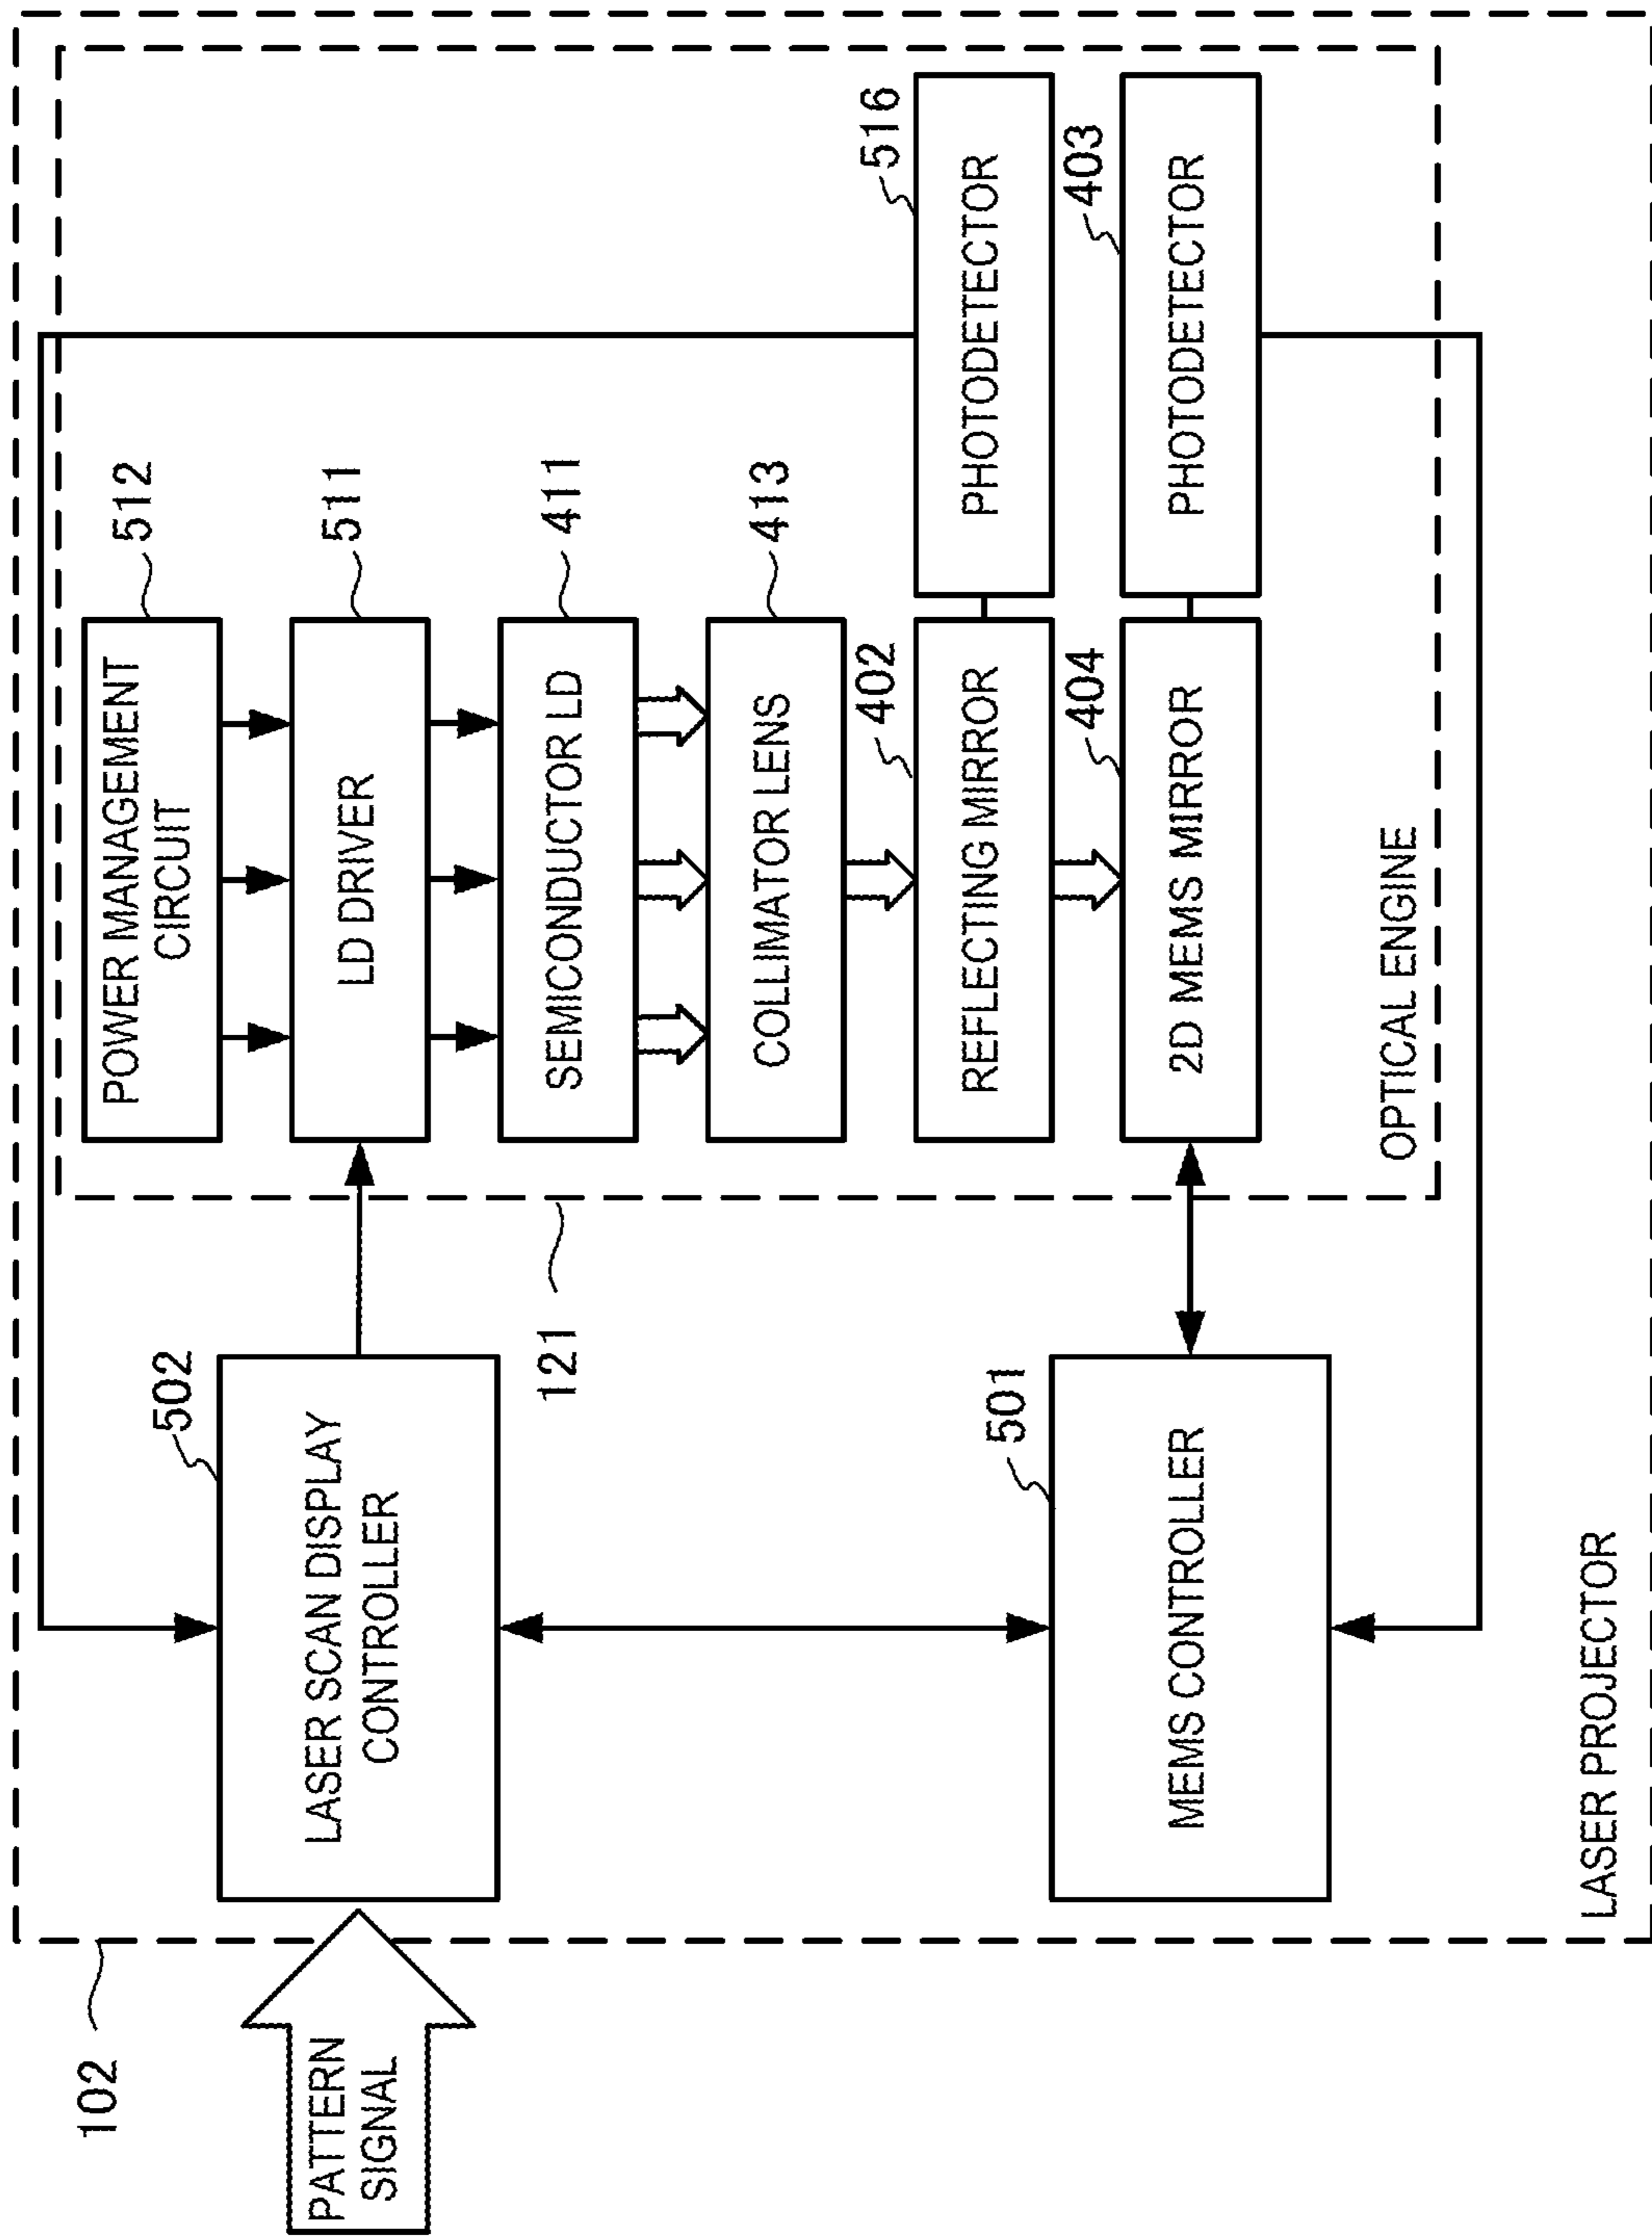 102
PATTERN
SIGNAL
502
LASER SCAN DISPLAY
CONTROLLER
501
MEMS CONTROLLER
LASER PROJECTOR
121
512
POWER MANAGEMENT
CIRCUIT
511
LD DRIVER
411
SEMICONDUCTOR LD
413
COLLIMATOR LENS
402
REFLECTING MIRROR
516
PHOTODETECTOR
404
2D MEMS MIRROR
403
PHOTODETECTOR
OPTICAL ENGINE